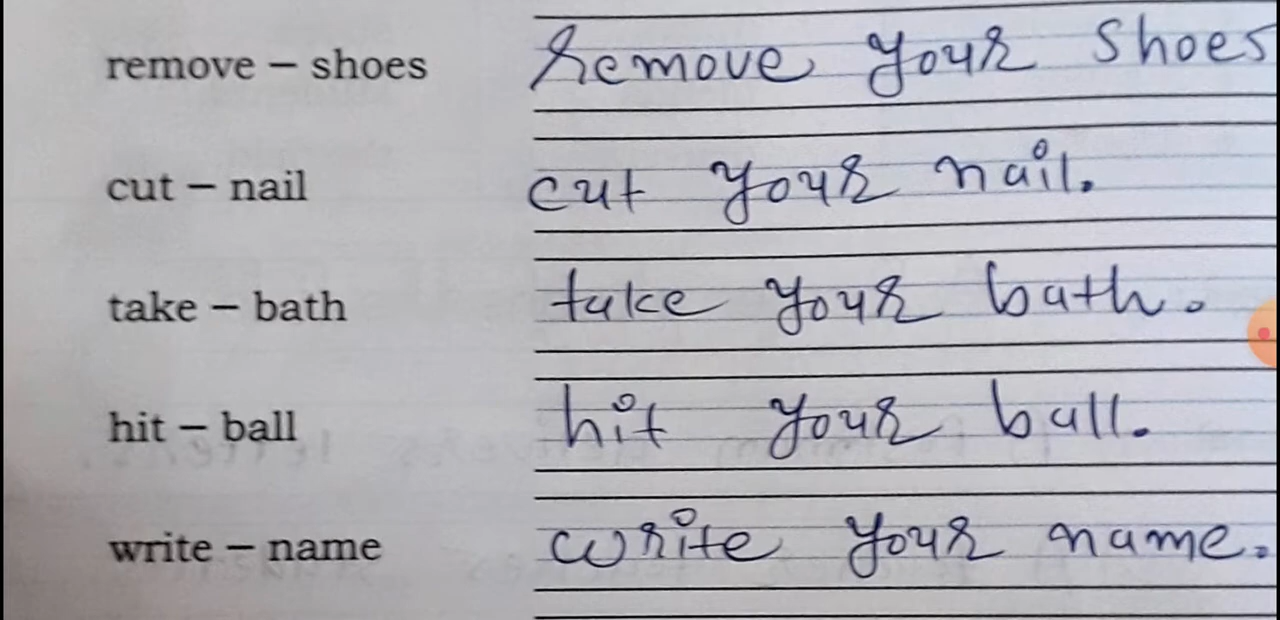 remove – shoes Remove your shoes
cut – nail cut your nail.
take – bath take your bath.
hit – ball hit your ball.
write – name write your name.